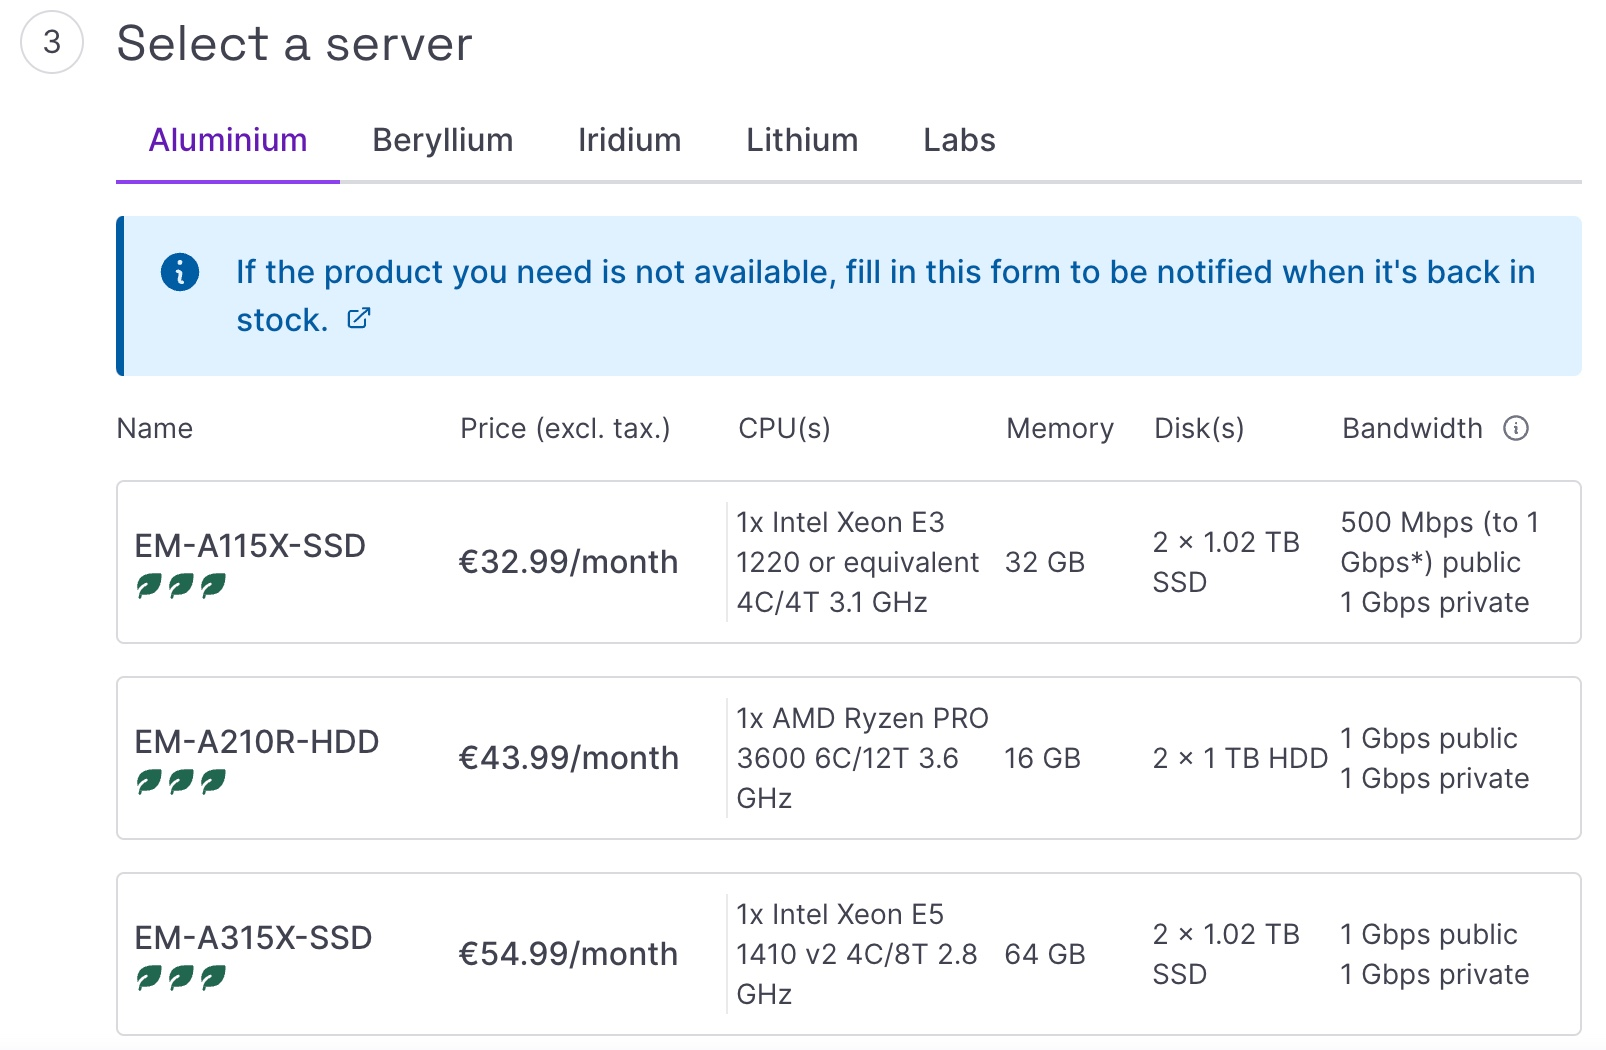 3 Select a server
Aluminium Beryllium Iridium Lithium Labs
If the product you need is not available, fill in this form to be notified when it's back in
stock.
Name Price (excl. tax.) CPU(s) Memory Disk(s) Bandwidth
EM-A115X-SSD
€32.99/month
1x Intel Xeon E3
1220 or equivalent
4C/4T 3.1 GHz
32 GB
2 × 1.02 TB
SSD
500 Mbps (to 1
Gbps*) public
1 Gbps private
EM-A210R-HDD
€43.99/month
1x AMD Ryzen PRO
3600 6C/12T 3.6
GHz
16 GB
2 × 1 TB HDD
1 Gbps public
1 Gbps private
EM-A315X-SSD
€54.99/month
1x Intel Xeon E5
1410 v2 4C/8T 2.8
GHz
64 GB
2 × 1.02 TB
SSD
1 Gbps public
1 Gbps private